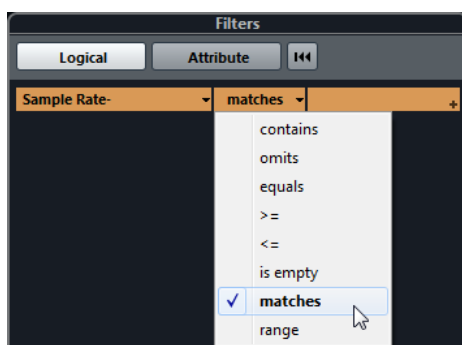 Filters
Logical Attribute
Sample Rate- matches +
contains
omits
equals
>=
<=
is empty
✓ matches
range